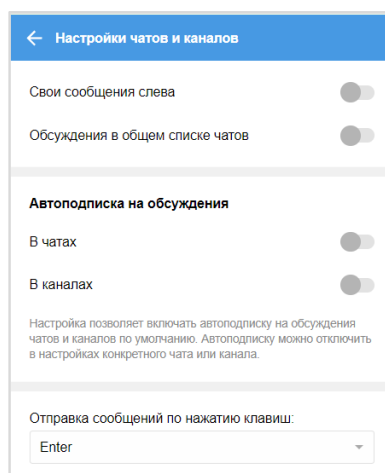 Настройки чатов и каналов
Свои сообщения слева
Обсуждения в общем списке чатов
Автоподписка на обсуждения
В чатах
В каналах
Настройка позволяет включать автоподписку на обсуждения
чатов и каналов по умолчанию. Автоподписку можно отключить
в настройках конкретного чата или канала.
Отправка сообщений по нажатию клавиш:
Enter